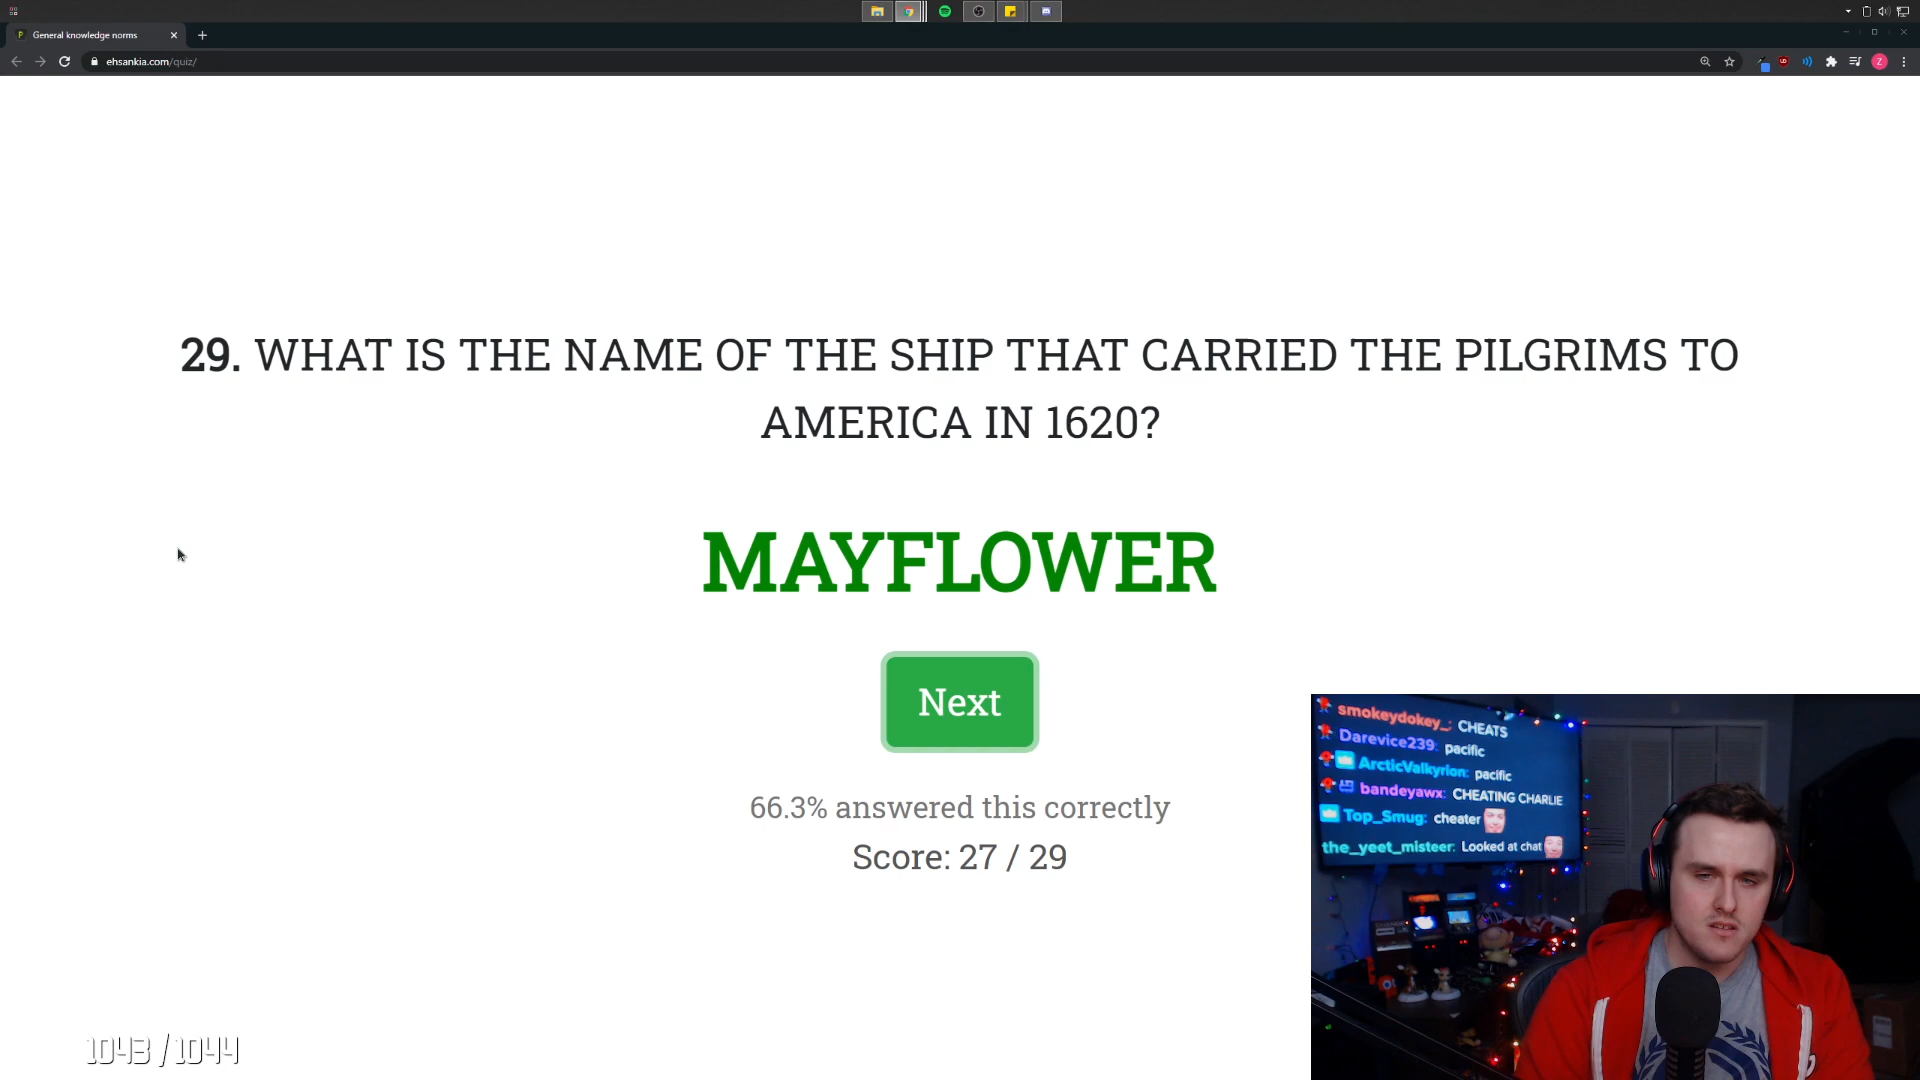 General knowledge norms
ehsankia.com/quiz/
Z
29. WHAT IS THE NAME OF THE SHIP THAT CARRIED THE PILGRIMS TO
AMERICA IN 1620?
MAYFLOWER
Next
66.3% answered this correctly
Score: 27 / 29
smokeydokey_: CHEATS
Darevice239: pacific
ArcticValkyrion: pacific
bandeyawx: CHEATING CHARLIE
Top_Smug: cheater
the_yeet_misteer: Looked at chat
1043 / 1044